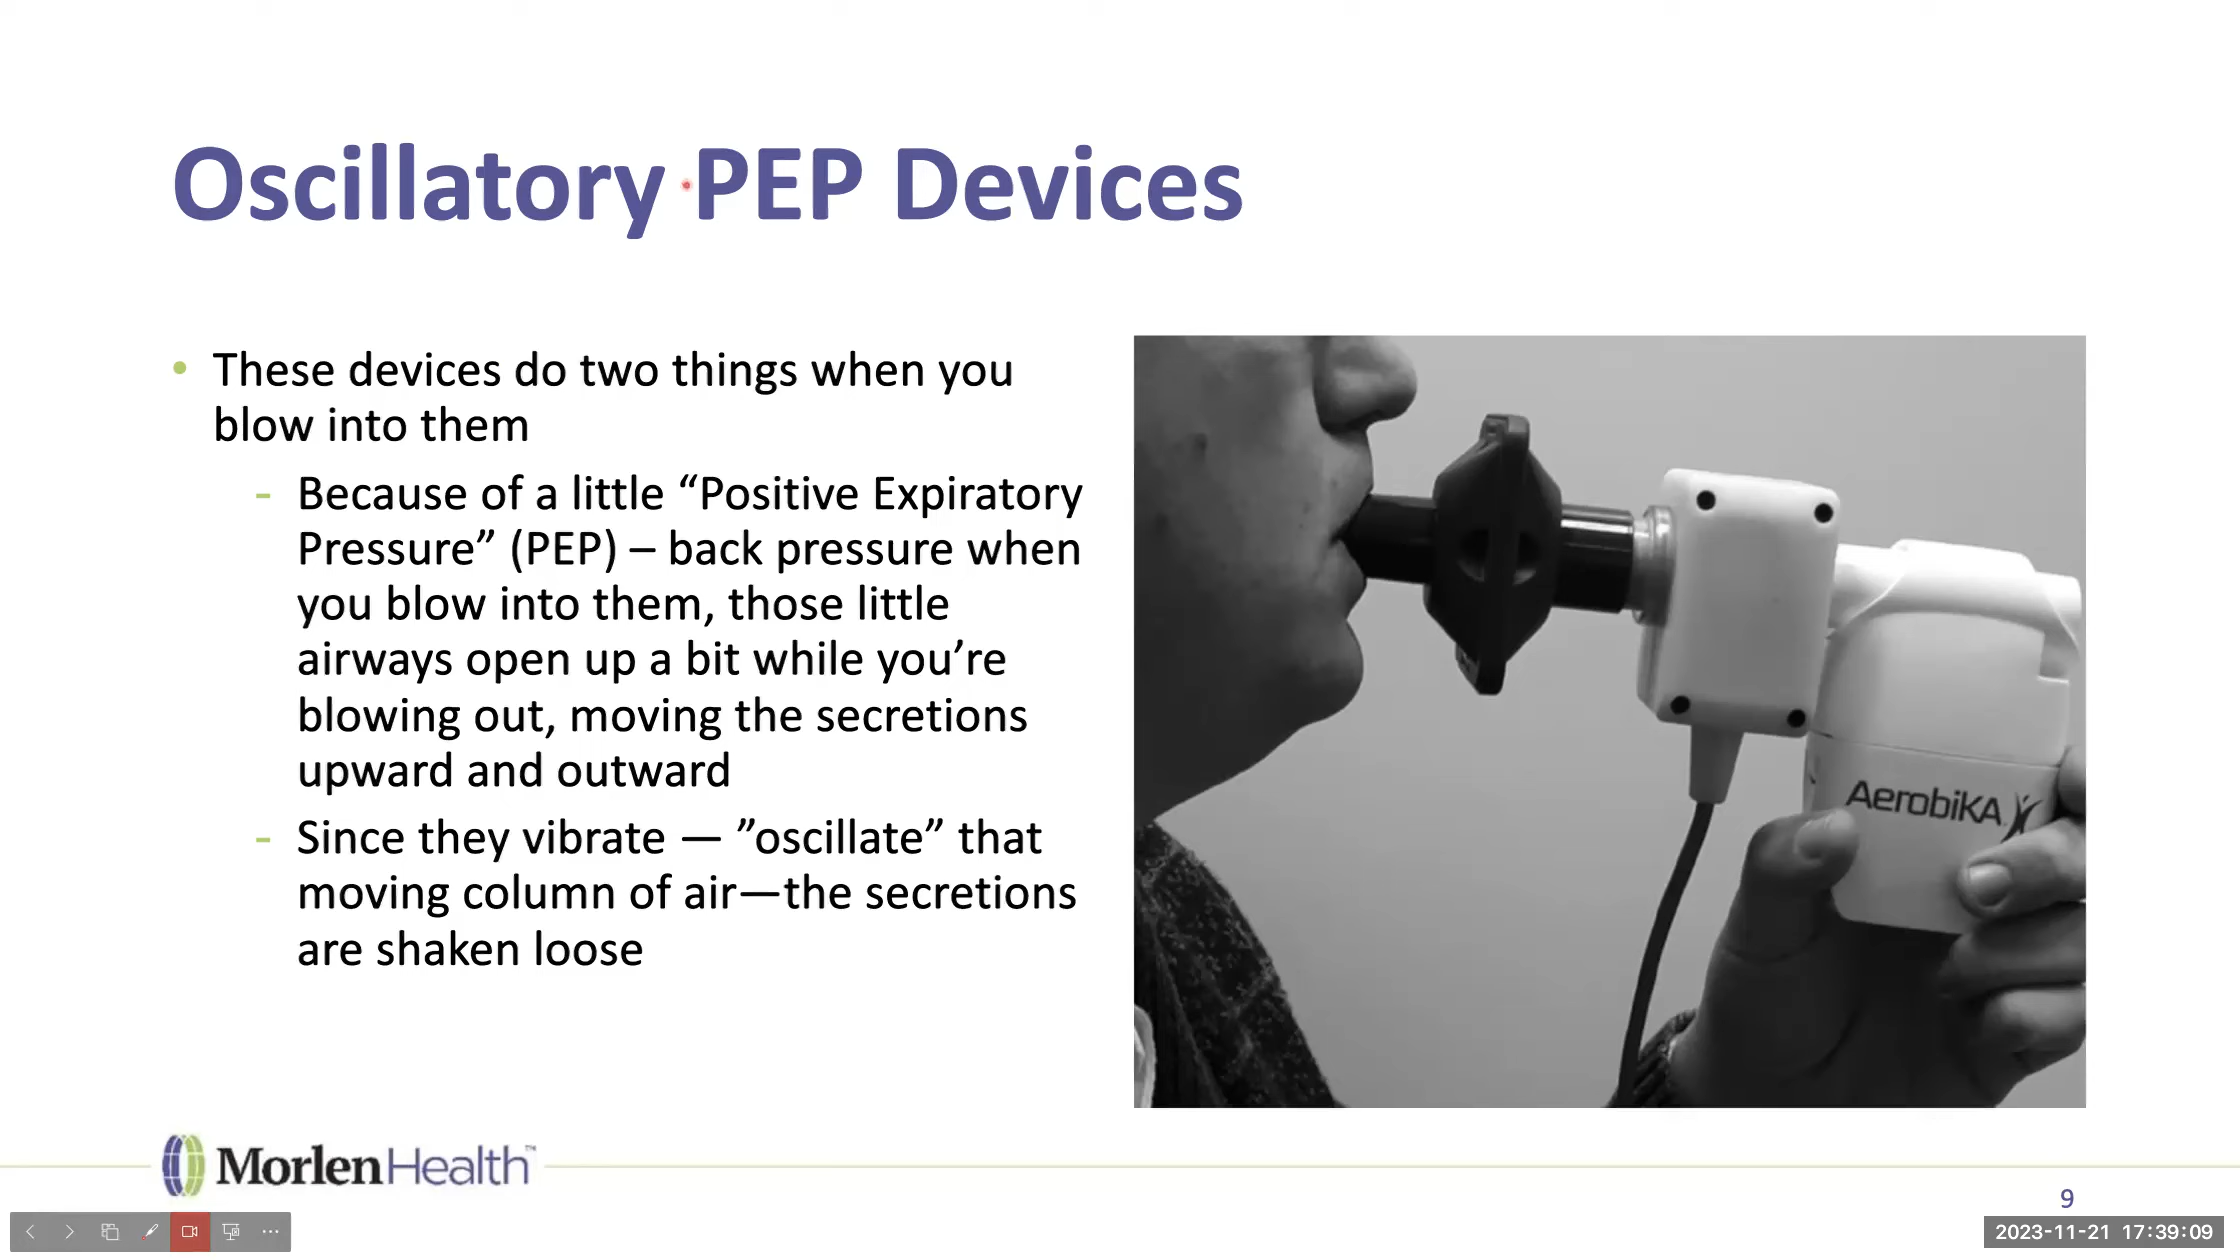 Oscillatory PEP Devices
• These devices do two things when you
blow into them
- Because of a little “Positive Expiratory
Pressure” (PEP) – back pressure when
you blow into them, those little
airways open up a bit while you’re
blowing out, moving the secretions
upward and outward
- Since they vibrate — ”oscillate” that
moving column of air—the secretions
are shaken loose
AerobiKA
MorlenHealth™
9
2023-11-21 17:39:09